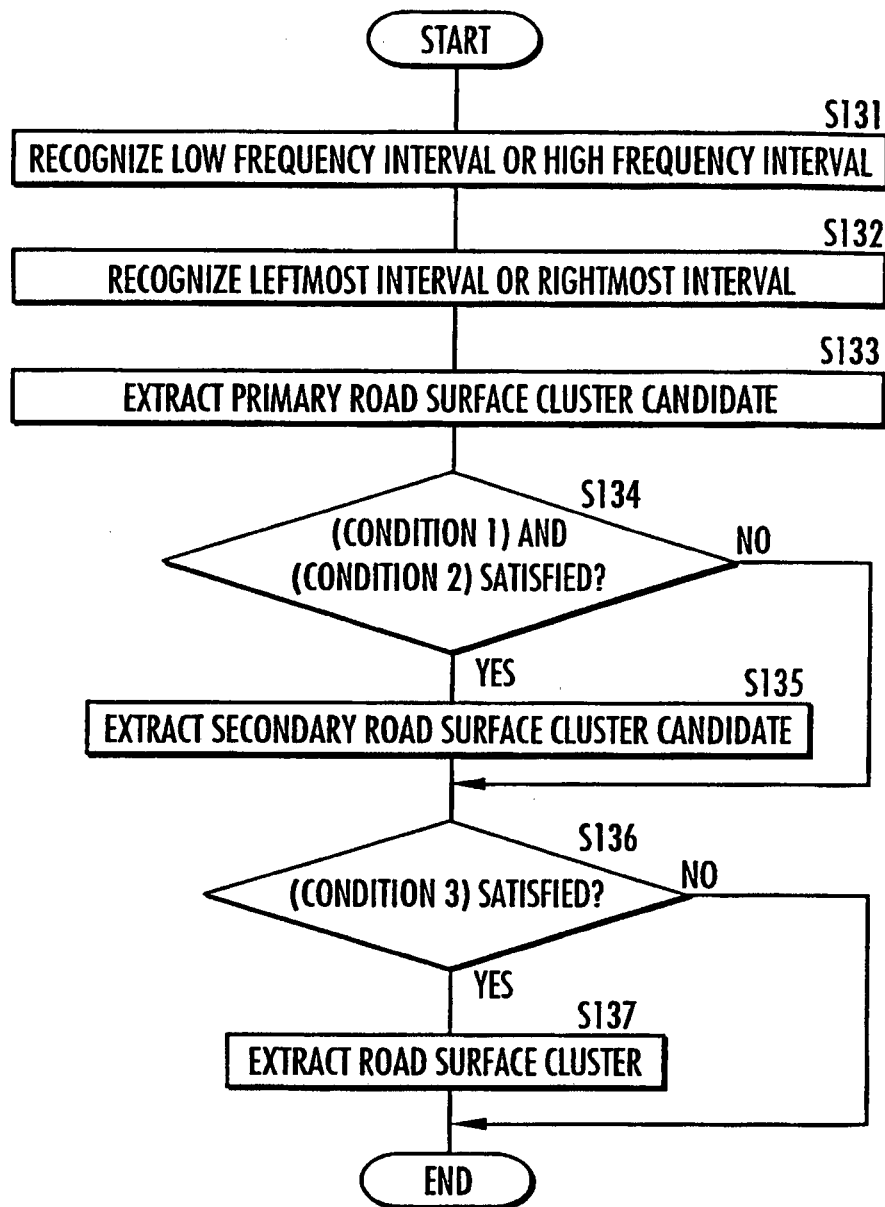 START
S131
RECOGNIZE LOW FREQUENCY INTERVAL OR HIGH FREQUENCY INTERVAL
S132
RECOGNIZE LEFTMOST INTERVAL OR RIGHTMOST INTERVAL
S133
EXTRACT PRIMARY ROAD SURFACE CLUSTER CANDIDATE
S134
(CONDITION 1) AND
(CONDITION 2) SATISFIED?
NO
YES
S135
EXTRACT SECONDARY ROAD SURFACE CLUSTER CANDIDATE
S136
(CONDITION 3) SATISFIED?
NO
YES
S137
EXTRACT ROAD SURFACE CLUSTER
END